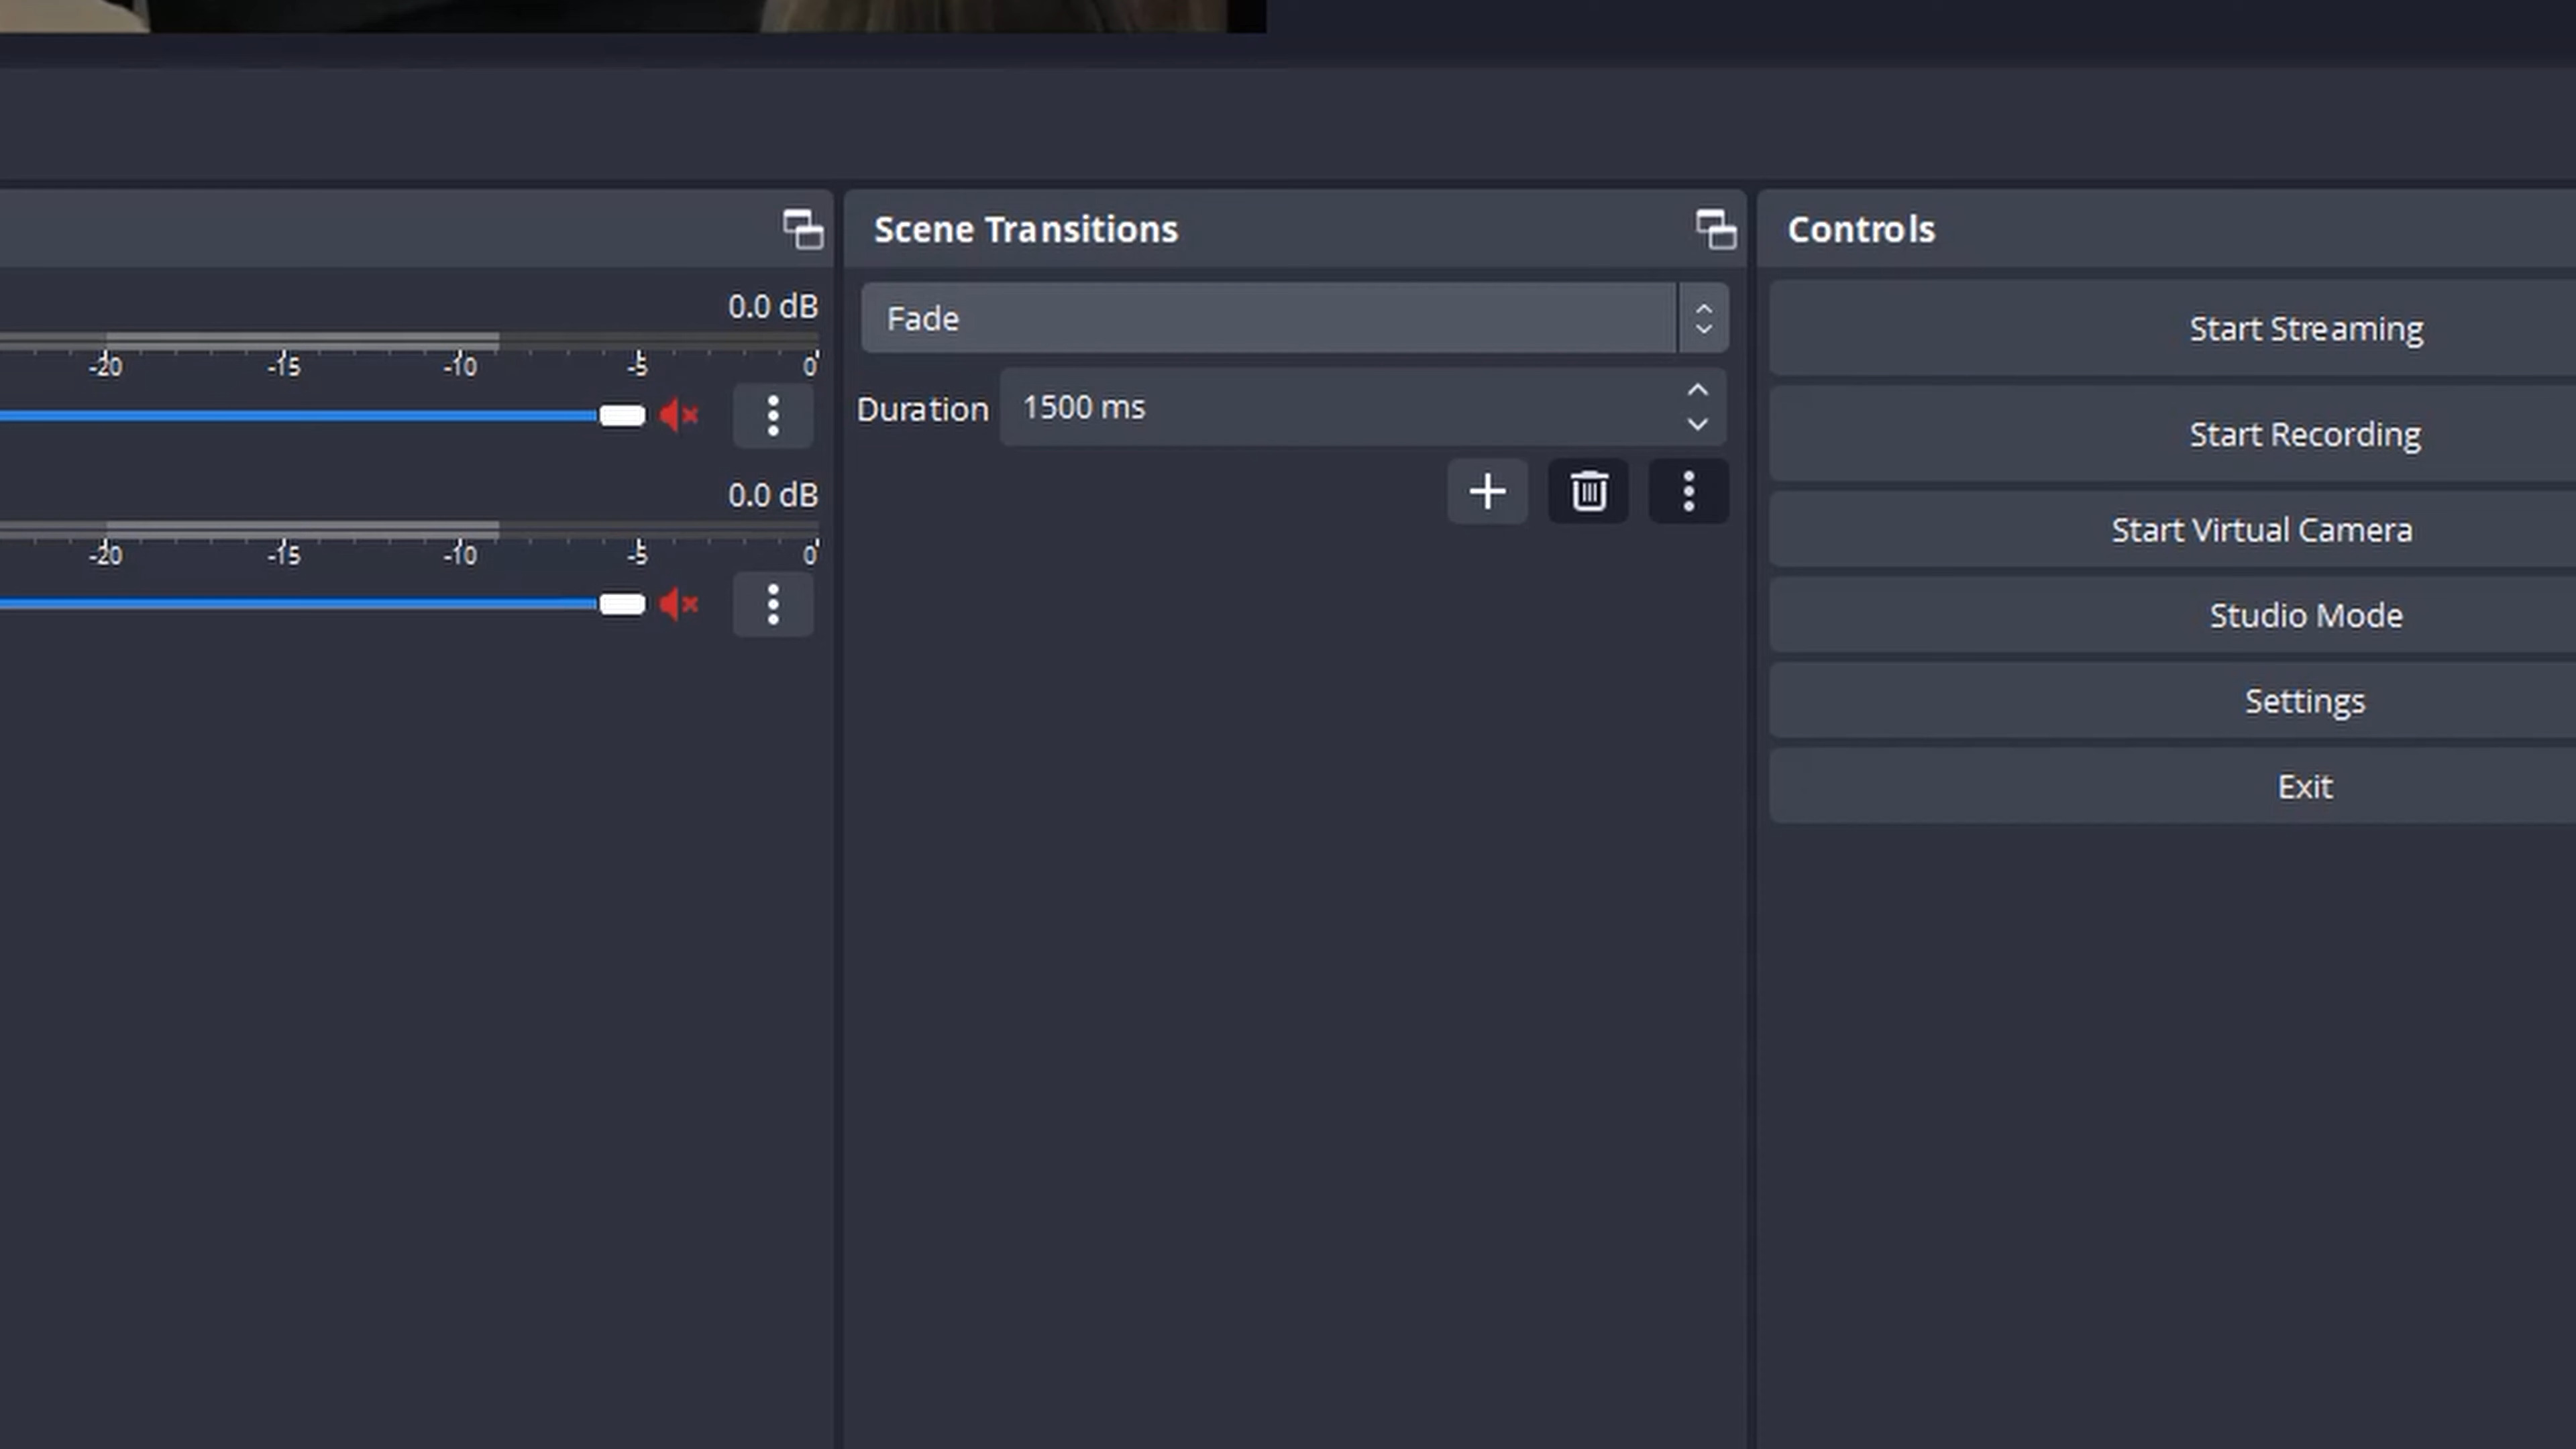 Scene Transitions
Controls
0.0 dB
-20 -15 -10 -5 0
0.0 dB
-20 -15 -10 -5 0
Fade
Duration 1500 ms
Start Streaming
Start Recording
Start Virtual Camera
Studio Mode
Settings
Exit